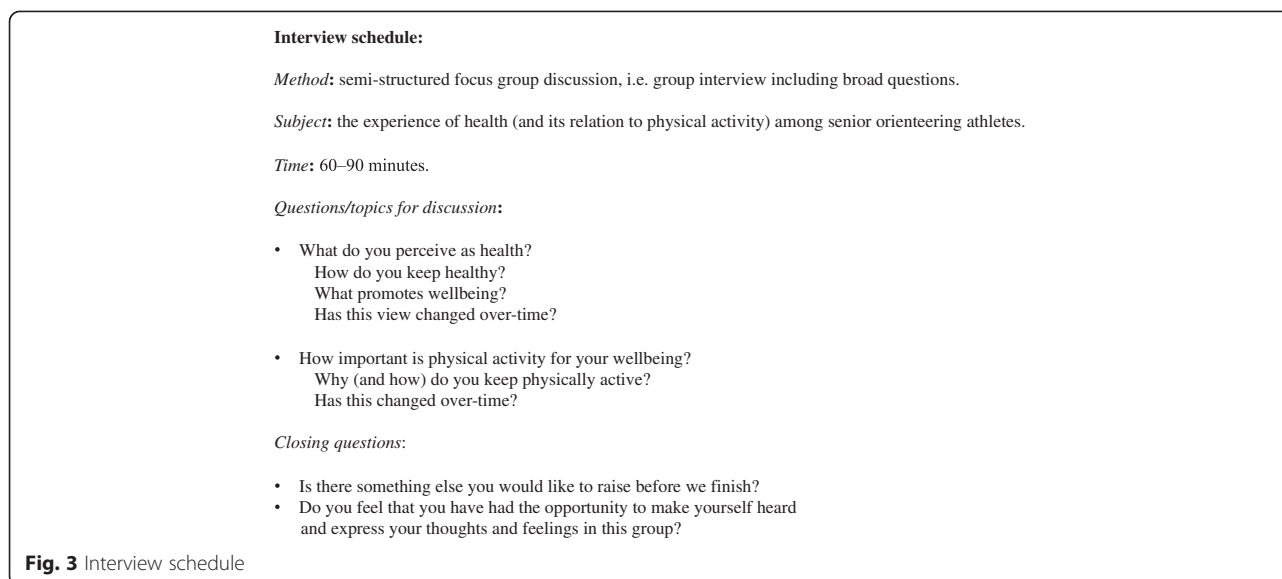 Interview schedule:
Method: semi-structured focus group discussion, i.e. group interview including broad questions.
Subject: the experience of health (and its relation to physical activity) among senior orienteering athletes.
Time: 60–90 minutes.
Questions/topics for discussion:
• What do you perceive as health?
How do you keep healthy?
What promotes wellbeing?
Has this view changed over-time?
• How important is physical activity for your wellbeing?
Why (and how) do you keep physically active?
Has this changed over-time?
Closing questions:
• Is there something else you would like to raise before we finish?
• Do you feel that you have had the opportunity to make yourself heard
and express your thoughts and feelings in this group?
Fig. 3 Interview schedule